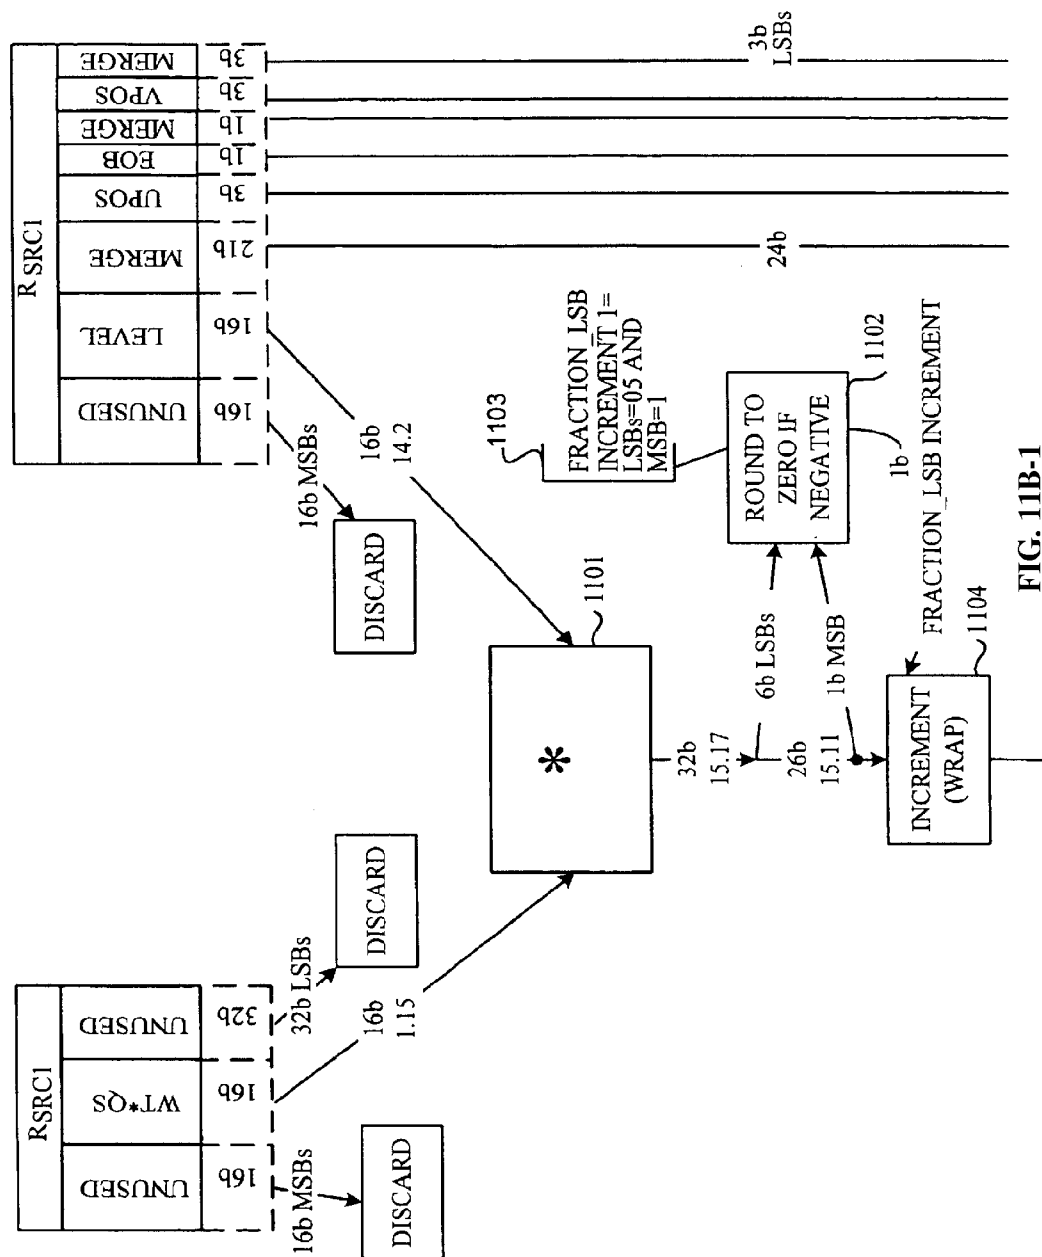 RSRC1
UNUSED
WT*QS
UNUSED
16b
16b
32b
16b MSBs
DISCARD
16b
1.15
32b LSBs
DISCARD
RSRC1
UNUSED
LEVEL
MERGE
UPOS
EOB
MERGE
VPOS
MERGE
16b
16b
21b
3b
1b
1b
3b
3b
16b MSBs
DISCARD
16b
14.2
24b
3b
LSBs
*
1101
32b
15.17
6b LSBs
26b
15.11
1b MSB
1103
FRACTION_LSB
INCREMENT 1=
LSBs=05 AND
MSB=1
ROUND TO
ZERO IF
NEGATIVE
1102
1b
FRACTION_LSB INCREMENT
INCREMENT
(WRAP)
1104
FIG. 11B-1